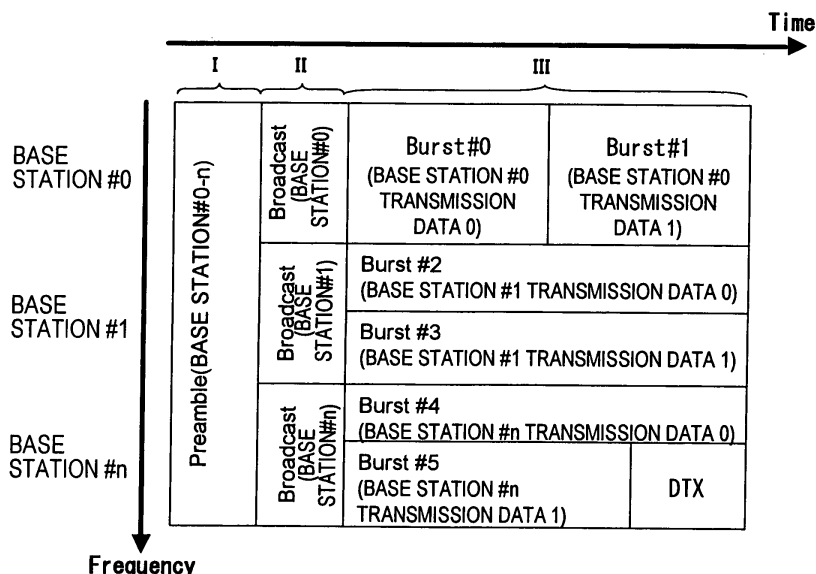 Time
I II III
BASE
STATION #0
BASE
STATION #1
BASE
STATION #n
Preamble(BASE STATION#0-n)
Broadcast
(BASE
STATION#0)
Broadcast
(BASE
STATION#1)
Broadcast
(BASE
STATION#n)
Burst#0
(BASE STATION #0
TRANSMISSION
DATA 0)
Burst#1
(BASE STATION #0
TRANSMISSION
DATA 1)
Burst #2
(BASE STATION #1 TRANSMISSION DATA 0)
Burst #3
(BASE STATION #1 TRANSMISSION DATA 1)
Burst #4
(BASE STATION #n TRANSMISSION DATA 0)
Burst #5
(BASE STATION #n
TRANSMISSION DATA 1)
DTX
Frequency